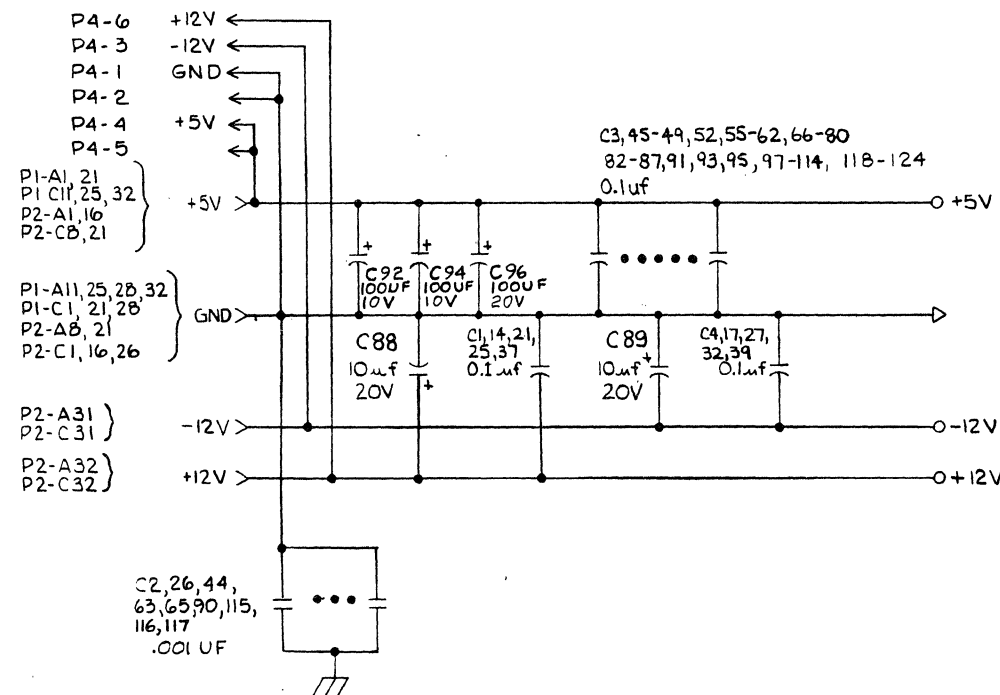 P4-6 +12V
P4-3 -12V
P4-1 GND
P4-2
P4-4 +5V
P4-5
P1-A1, 21
P1 C11, 25, 32
P2-A1, 16
P2-C8, 21
+5V
C3, 45-49, 52, 55-62, 66-80
82-87, 91, 93, 95, 97-114, 118-124
0.1uf
+5V
C92
100UF
10V
C94
100UF
10V
C96
100UF
20V
P1-A11, 25, 28, 32
P1-C1, 21, 28
P2-A8, 21
P2-C1, 16, 26
GND
C88
10uf
20V
C1, 14, 21,
25, 37
0.1uf
C89
10uf
20V
C4, 17, 27,
32, 39
0.1uf
P2-A31
P2-C31
-12V
-12V
P2-A32
P2-C32
+12V
+12V
C2, 26, 44,
63, 65, 90, 115,
116, 117
.001 UF